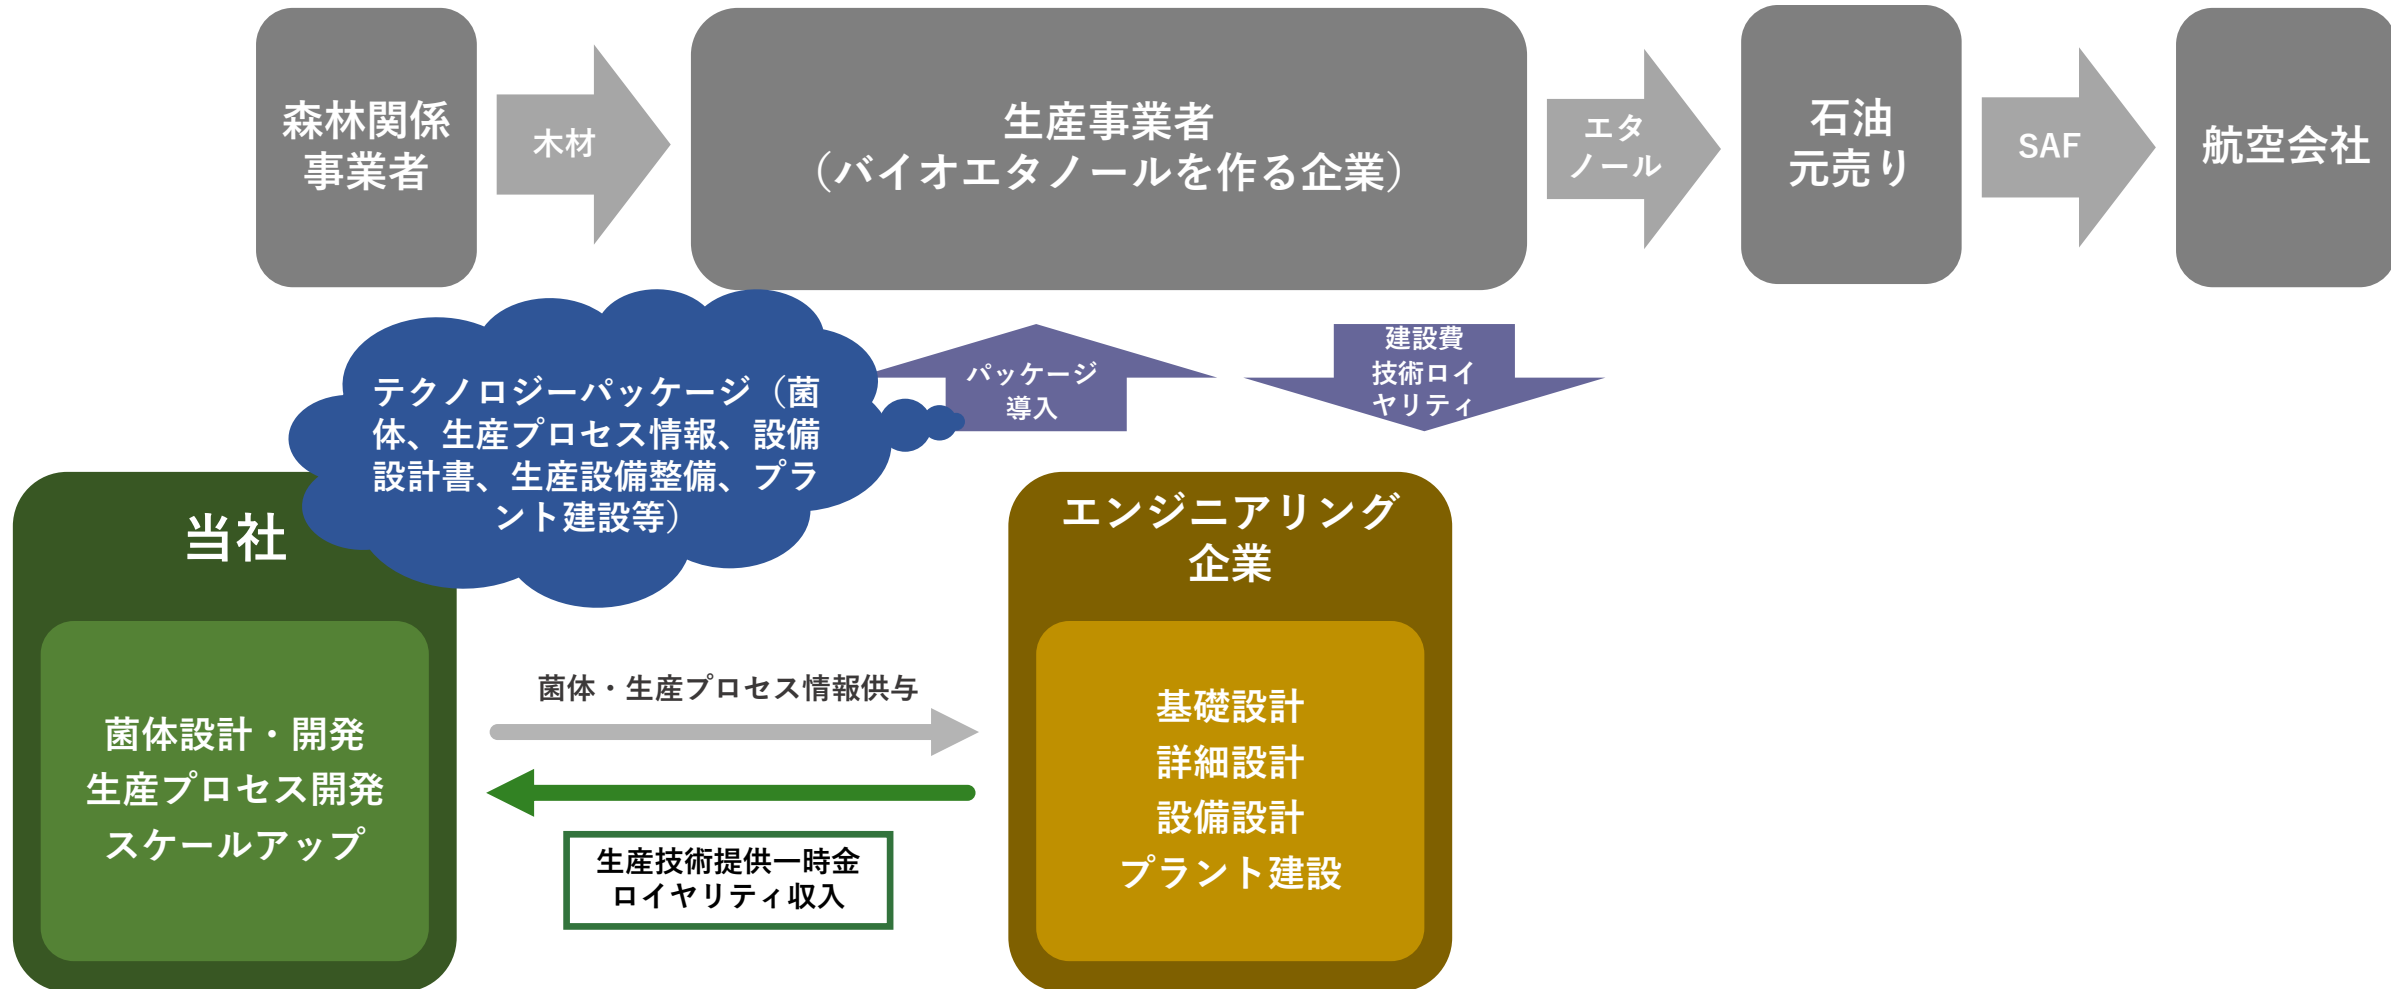 森林関係
事業者
木材
生産事業者
（バイオエタノールを作る企業）
エタ
ノール
石油
元売り
SAF
航空会社
テクノロジーパッケージ（菌
体、生産プロセス情報、設備
設計書、生産設備整備、プラ
ント建設等）
パッケージ
導入
建設費
技術ロイ
ヤリティ
当社
菌体設計・開発
生産プロセス開発
スケールアップ
菌体・生産プロセス情報供与
生産技術提供一時金
ロイヤリティ収入
エンジニアリング
企業
基礎設計
詳細設計
設備設計
プラント建設